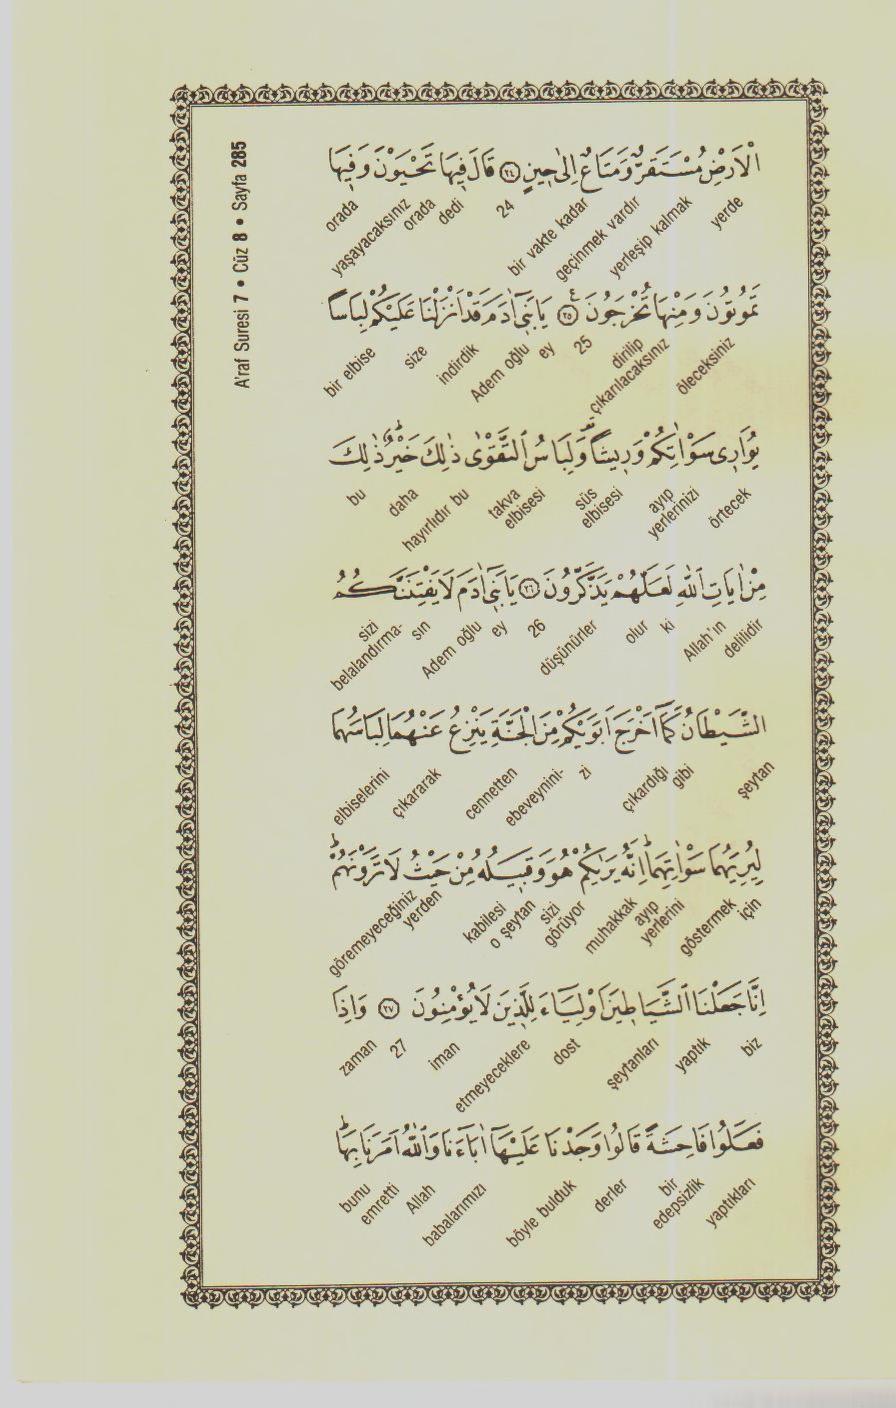 A'raf Suresi 7 • Cüz 8 • Sayfa 285
الْاَرْضِ مُسْتَقَرٌّ وَمَتَاعٌ اِلٰى حِينٍ ﴿٢٤﴾ قَالَ فِيهَا تَحْيَوْنَ وَفِيهَا
yerde yerleşip kalmak geçinmek vardır bir vakte kadar 24 dedi orada yaşayacaksınız orada
تَمُوتُونَ وَمِنْهَا تُخْرَجُونَ ﴿٢٥﴾ يَابَنِىٓ اٰدَمَ قَدْ اَنْزَلْنَا عَلَيْكُمْ لِبَاسًا
öleceksiniz dirilip çıkarılacaksınız 25 ey Adem oğlu indirdik size bir elbise
يُوَارِى سَوْاٰتِكُمْ وَرِيشًا وَلِبَاسُ التَّقْوٰى ذٰلِكَ خَيْرٌ ذٰلِكَ
örtecek ayıp yerlerinizi süs elbisesi takva elbisesi bu daha hayırlıdır bu
مِنْ اٰيَاتِ اللّٰهِ لَعَلَّهُمْ يَذَّكَّرُونَ ﴿٢٦﴾ يَابَنِىٓ اٰدَمَ لَا يَفْتِنَنَّكُمُ
delilidir Allah'ın ki olur düşünürler 26 ey Adem oğlu sın belalandırma- sizi
الشَّيْطَانُ كَمَٓا اَخْرَجَ اَبَوَيْكُمْ مِنَ الْجَنَّةِ يَنْزِعُ عَنْهُمَا لِبَاسَهُمَا
şeytan gibi çıkardığı zi ebeveynini- cennetten çıkararak elbiselerini
لِيُرِيَهُمَا سَوْاٰتِهِمَا اِنَّهُ يَرٰيكُمْ هُوَ وَقَبِيلُهُ مِنْ حَيْثُ لَا تَرَوْنَهُمْ
için göstermek ayıp yerlerini muhakkak sizi görüyor o şeytan kabilesi yerden göremeyeceğiniz
اِنَّا جَعَلْنَا الشَّيَاطِينَ اَوْلِيَٓاءَ لِلَّذِينَ لَا يُؤْمِنُونَ ﴿٢٧﴾ وَاِذَا
biz yaptık şeytanları dost etmeyeceklere iman 27 zaman
فَعَلُوا فَاحِشَةً قَالُوا وَجَدْنَا عَلَيْهَٓا اٰبَٓاءَنَا وَاللّٰهُ اَمَرَنَا بِهَا
yaptıkları bir edepsizlik derler böyle bulduk babalarımızı Allah emretti bunu